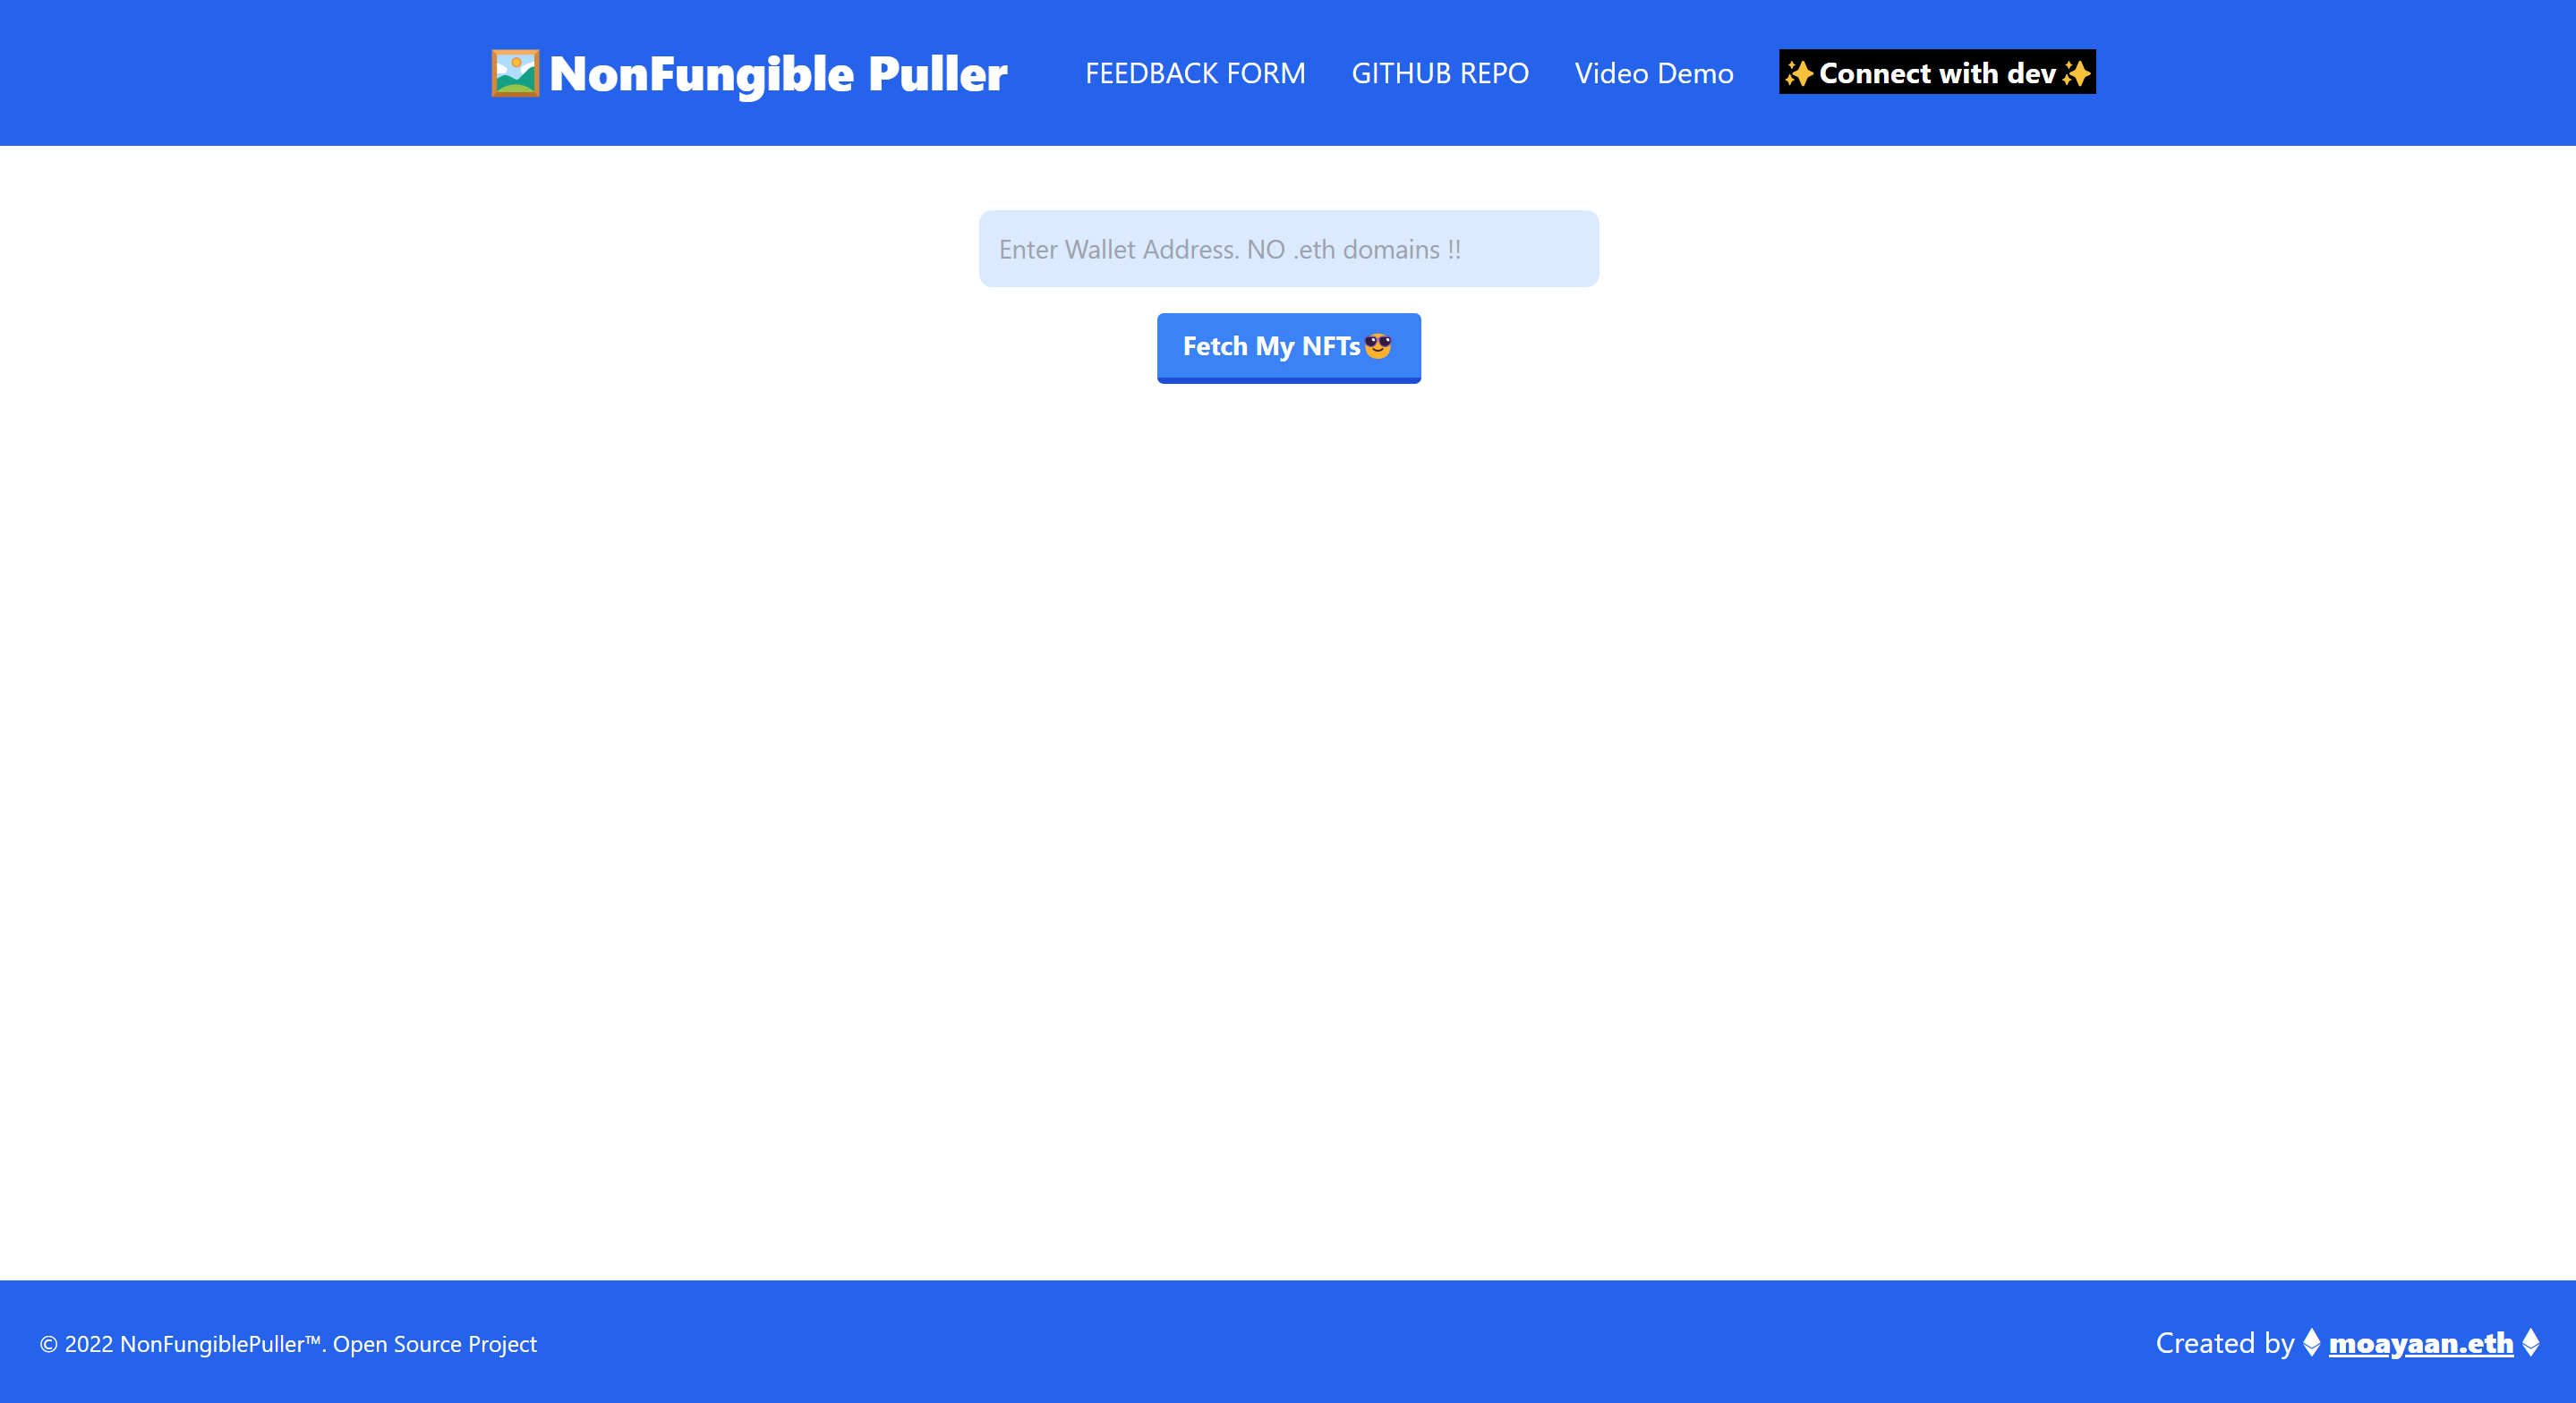 NonFungible Puller FEEDBACK FORM GITHUB REPO Video Demo ✨Connect with dev✨
Enter Wallet Address. NO .eth domains !!
Fetch My NFTs😎
© 2022 NonFungiblePuller™. Open Source Project Created by moayaan.eth